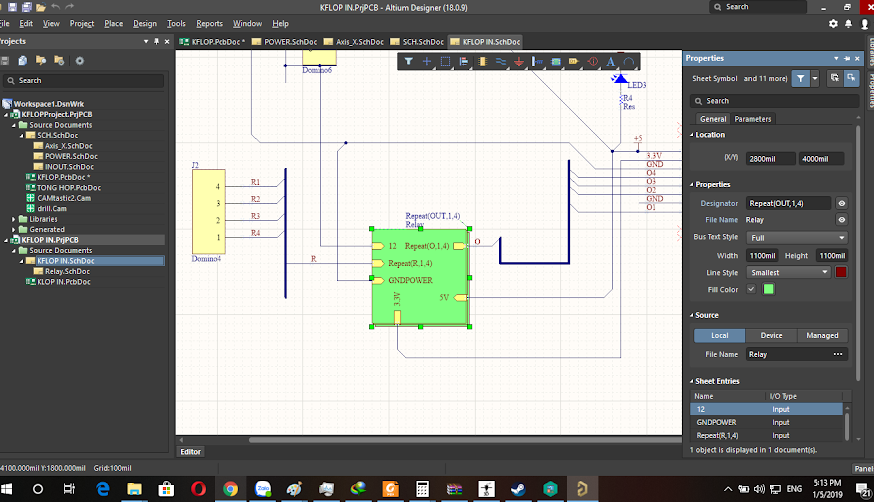 KFLOP IN.PrjPCB - Altium Designer (18.0.9)
Search
File Edit View Project Place Design Tools Reports Window Help
Projects
KFLOP.PcbDoc * POWER.SchDoc Axis_X.SchDoc SCH.SchDoc KFLOP IN.SchDoc
Search
Workspace1.DsnWrk
KFLOPProject.PrjPCB
Source Documents
SCH.SchDoc
Axis_X.SchDoc
POWER.SchDoc
INOUT.SchDoc
KFLOP.PcbDoc *
TONG HOP.PcbDoc
CAMtastic2.Cam
drill.Cam
Libraries
Generated
KFLOP IN.PrjPCB
Source Documents
KFLOP IN.SchDoc
Relay.SchDoc
KLOP IN.PcbDoc
Domino6
LED3
R4
Res
+5
3.3V
GND
O4
O3
O2
GND
O1
J2
4 R1
3 R2
2 R3
1 R4
Domino4
Repeat(OUT,1,4)
Relay
12 Repeat(O,1,4) O
R Repeat(R,1,4)
GNDPOWER
5V
3.3V
Editor
Properties
Sheet Symbol and 11 more)
Search
General Parameters
Location
(X/Y) 2800mil 4000mil
Properties
Designator Repeat(OUT,1,4)
File Name Relay
Bus Text Style Full
Width 1100mil Height 1100mil
Line Style Smallest
Fill Color
Source
Local Device Managed
File Name Relay ...
Sheet Entries
Name I/O Type
12 Input
GNDPOWER Input
Repeat(R,1,4) Input
1 object is displayed in 1 document(s).
Libraries
Properties
4100.000mil Y:1800.000mil Grid:100mil
Panel
Zalo
ENG
5:13 PM
1/5/2019
21